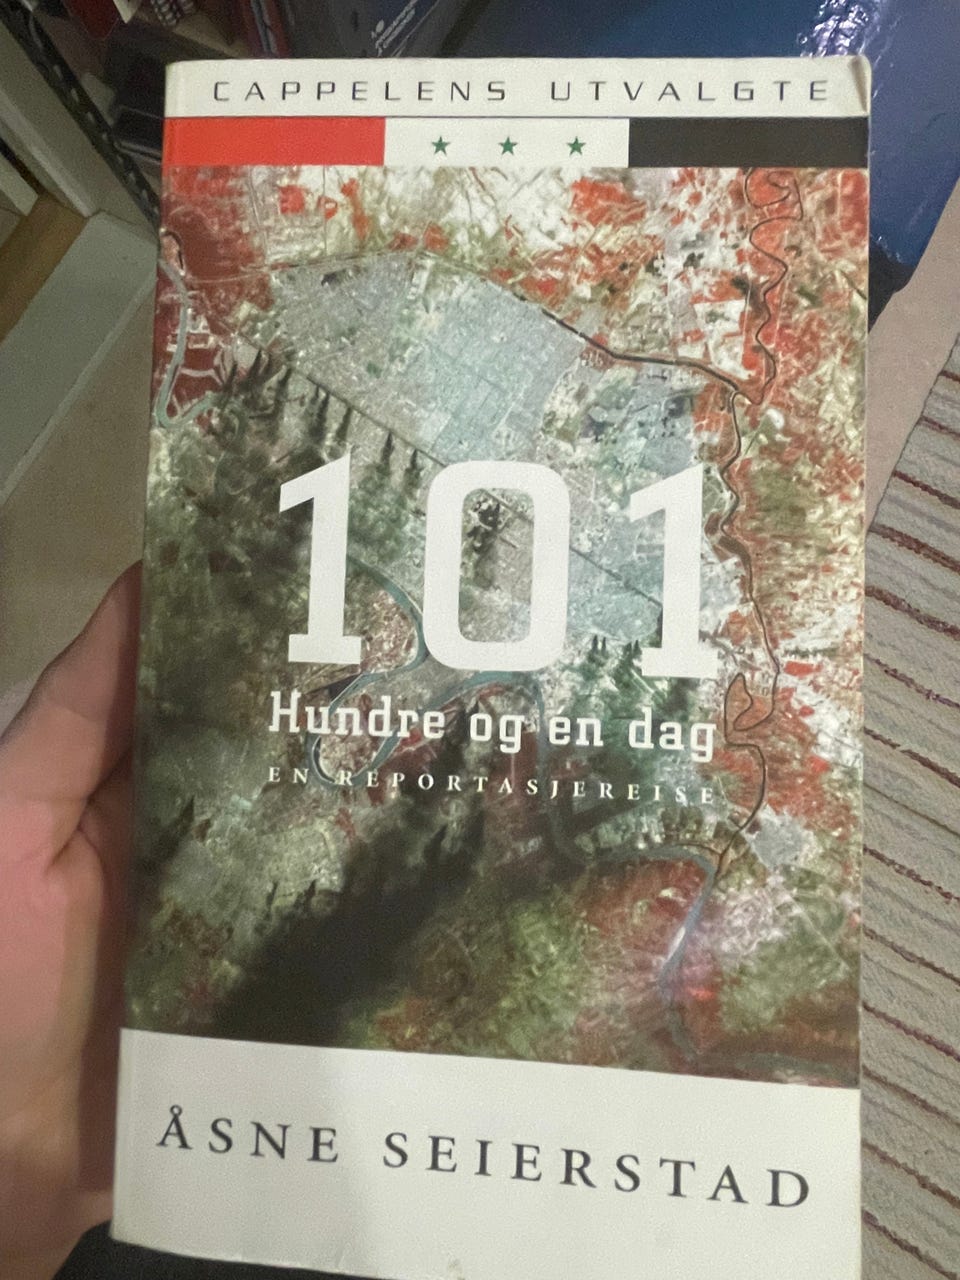 CAPPELENS UTVALGTE
101
Hundre og én dag
EN REPORTASJEREISE
ÅSNE SEIERSTAD